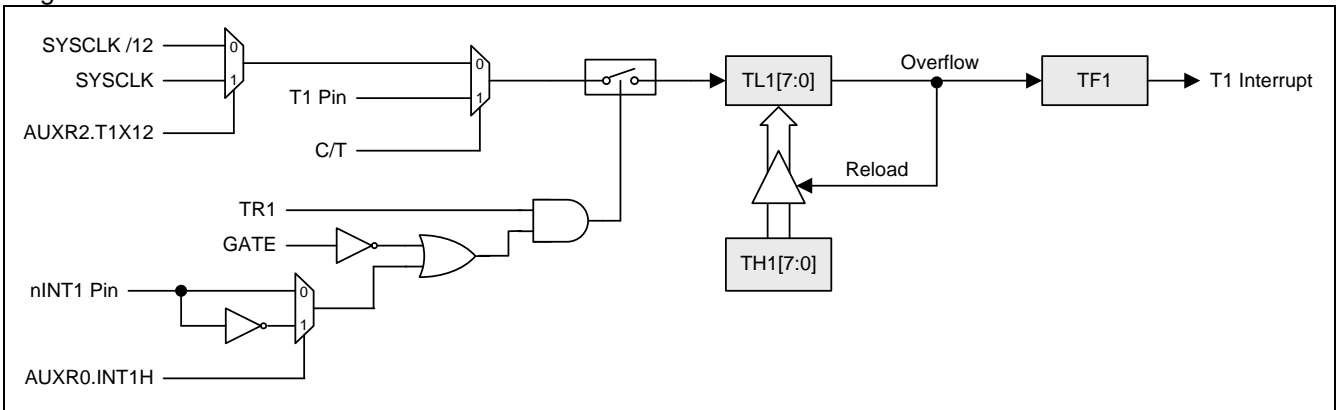 SYSCLK /12
0
SYSCLK
1
AUXR2.T1X12
0
T1 Pin
1
C/T
TL1[7:0]
Overflow
TF1
T1 Interrupt
Reload
TR1
GATE
TH1[7:0]
nINT1 Pin
0
1
AUXR0.INT1H